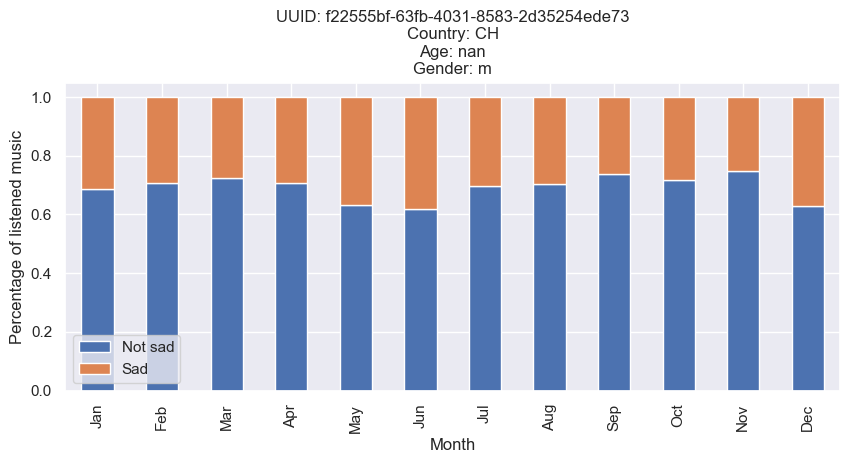 UUID: f22555bf-63fb-4031-8583-2d35254ede73
Country: CH
Age: nan
Gender: m
Percentage of listened music
1.0
0.8
0.6
0.4
0.2
0.0
Not sad
Sad
Jan Feb Mar Apr May Jun Jul Aug Sep Oct Nov Dec
Month